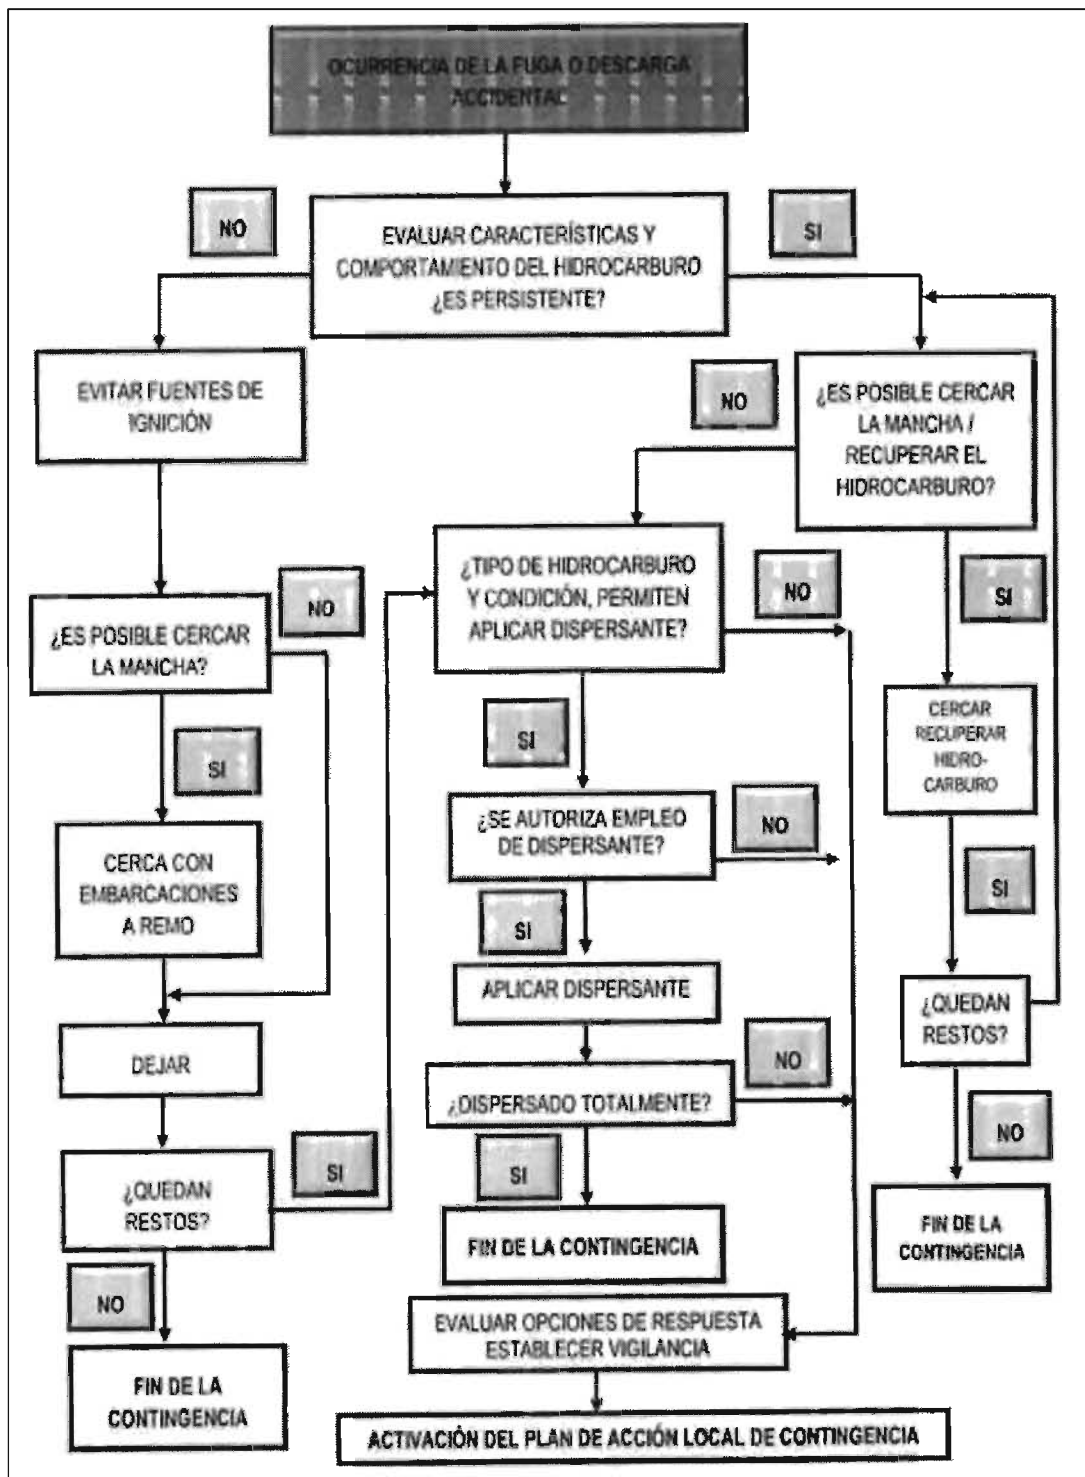 OCURRENCIA DE LA FUGA O DESCARGA
ACCIDENTAL
NO
EVALUAR CARACTERÍSTICAS Y
COMPORTAMIENTO DEL HIDROCARBURO
¿ES PERSISTENTE?
SI
EVITAR FUENTES DE
IGNICIÓN
NO
¿ES POSIBLE CERCAR
LA MANCHA /
RECUPERAR EL
HIDROCARBURO?
¿TIPO DE HIDROCARBURO
Y CONDICIÓN, PERMITEN
APLICAR DISPERSANTE?
NO
SI
NO
¿ES POSIBLE CERCAR
LA MANCHA?
SI
SI
CERCAR
RECUPERAR
HIDRO-
CARBURO
¿SE AUTORIZA EMPLEO
DE DISPERSANTE?
NO
CERCA CON
EMBARCACIONES
A REMO
SI
SI
APLICAR DISPERSANTE
¿QUEDAN
RESTOS?
DEJAR
NO
¿DISPERSADO TOTALMENTE?
NO
¿QUEDAN
RESTOS?
SI
SI
FIN DE LA CONTINGENCIA
FIN DE LA
CONTINGENCIA
NO
EVALUAR OPCIONES DE RESPUESTA
ESTABLECER VIGILANCIA
FIN DE LA
CONTINGENCIA
ACTIVACIÓN DEL PLAN DE ACCIÓN LOCAL DE CONTINGENCIA